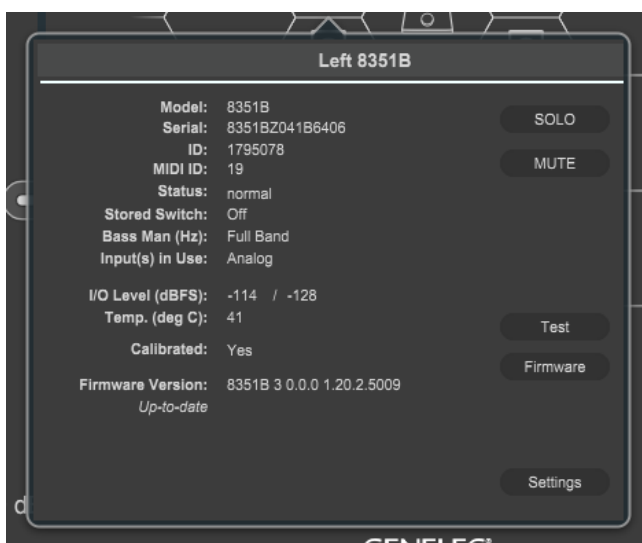 Left 8351B
Model: 8351B
Serial: 8351BZ041B6406
ID: 1795078
MIDI ID: 19
Status: normal
Stored Switch: Off
Bass Man (Hz): Full Band
Input(s) in Use: Analog
I/O Level (dBFS): -114 / -128
Temp. (deg C): 41
Calibrated: Yes
Firmware Version: 8351B 3 0.0.0 1.20.2.5009
Up-to-date
SOLO
MUTE
Test
Firmware
Settings
d
GENELEC®